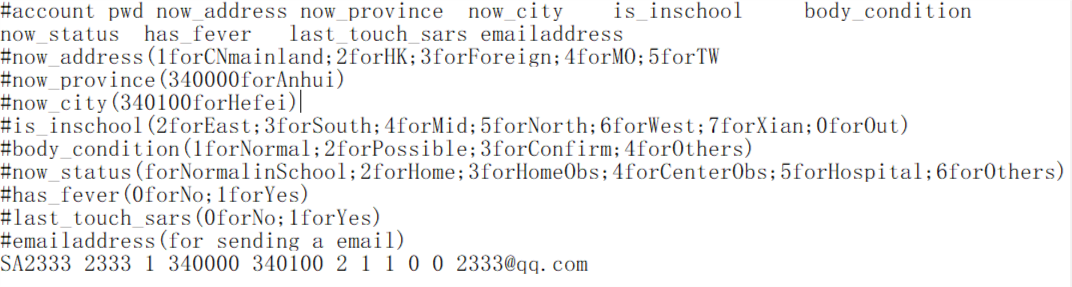 #account pwd now_address now_province now_city is_inschool body_condition
now_status has_fever last_touch_sars emailaddress
#now_address(1forCNmainland;2forHK;3forForeign;4forMO;5forTW
#now_province(340000forAnhui)
#now_city(340100forHefei)
#is_inschool(2forEast;3forSouth;4forMid;5forNorth;6forWest;7forXian;0forOut)
#body_condition(1forNormal;2forPossible;3forConfirm;4forOthers)
#now_status(forNormalinSchool;2forHome;3forHomeObs;4forCenterObs;5forHospital;6forOthers)
#has_fever(0forNo;1forYes)
#last_touch_sars(0forNo;1forYes)
#emailaddress(for sending a email)
SA2333 2333 1 340000 340100 2 1 1 0 0 2333@qq.com